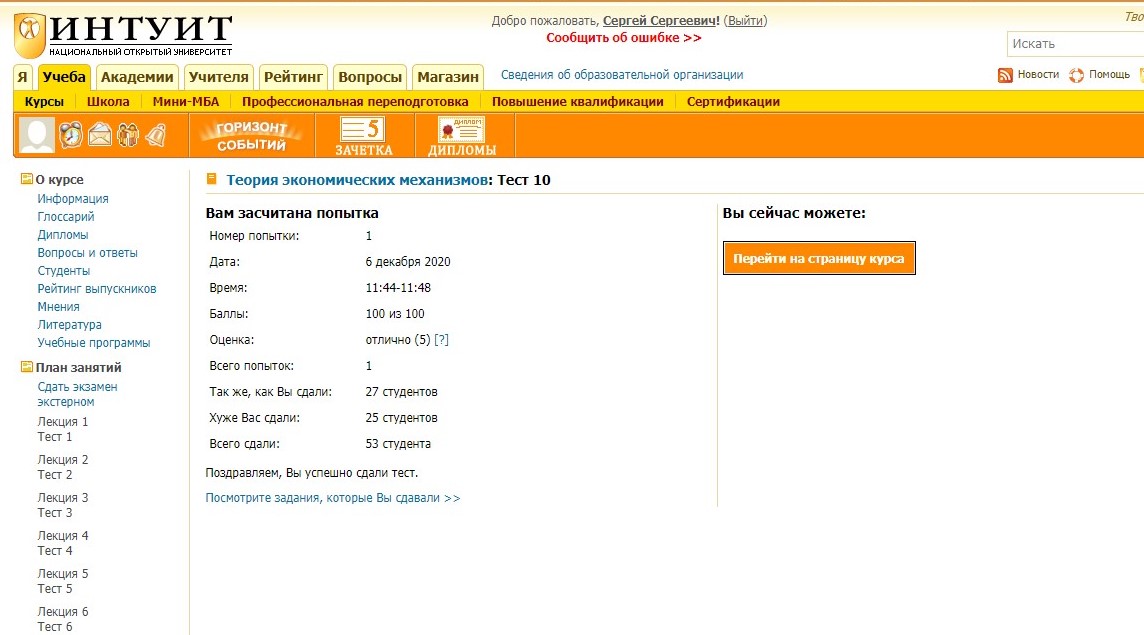 ИНТУИТ
НАЦИОНАЛЬНЫЙ ОТКРЫТЫЙ УНИВЕРСИТЕТ
Добро пожаловать, Сергей Сергеевич! (Выйти)
Сообщить об ошибке >>
Искать
Я Учеба Академии Учителя Рейтинг Вопросы Магазин Сведения об образовательной организации
Новости Помощь
Курсы Школа Мини-МБА Профессиональная переподготовка Повышение квалификации Сертификации
ГОРИЗОНТ
СОБЫТИЙ
5
ЗАЧЕТКА
ДИПЛОМ
ДИПЛОМЫ
О курсе
Информация
Глоссарий
Дипломы
Вопросы и ответы
Студенты
Рейтинг выпускников
Мнения
Литература
Учебные программы
План занятий
Сдать экзамен
экстерном
Лекция 1
Тест 1
Лекция 2
Тест 2
Лекция 3
Тест 3
Лекция 4
Тест 4
Лекция 5
Тест 5
Лекция 6
Тест 6
Теория экономических механизмов: Тест 10
Вам засчитана попытка
Номер попытки: 1
Дата: 6 декабря 2020
Время: 11:44-11:48
Баллы: 100 из 100
Оценка: отлично (5) [?]
Всего попыток: 1
Так же, как Вы сдали: 27 студентов
Хуже Вас сдали: 25 студентов
Всего сдали: 53 студента
Поздравляем, Вы успешно сдали тест.
Посмотрите задания, которые Вы сдавали >>
Вы сейчас можете:
Перейти на страницу курса